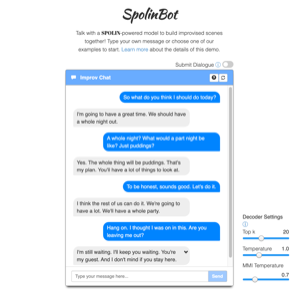 SpolinBot
Talk with a SPOLIN-powered model to build improvised scenes
together! Type your own message or choose one of our
examples to start. Learn more about the details of this demo.
Submit Dialogue
Improv Chat
So what do you think I should do today?
I'm going to have a great time. We should have
a whole night out.
A whole night? What would a part night be
like? Just puddings?
Yes. The whole thing will be puddings. That's
my plan. You'll have a lot of things to look at.
To be honest, sounds good. Let's do it.
I think the rest of us can do it. We're going to
have a lot. We'll have a whole party.
Hang on. I thought I was on in this. Are you
leaving me out?
I'm still waiting. I'll keep you waiting. You're
my guest. And I don't mind if you stay here.
Type your message here...
Send
Decoder Settings
Top k 20
Temperature 1.0
MMI Temperature
0.7